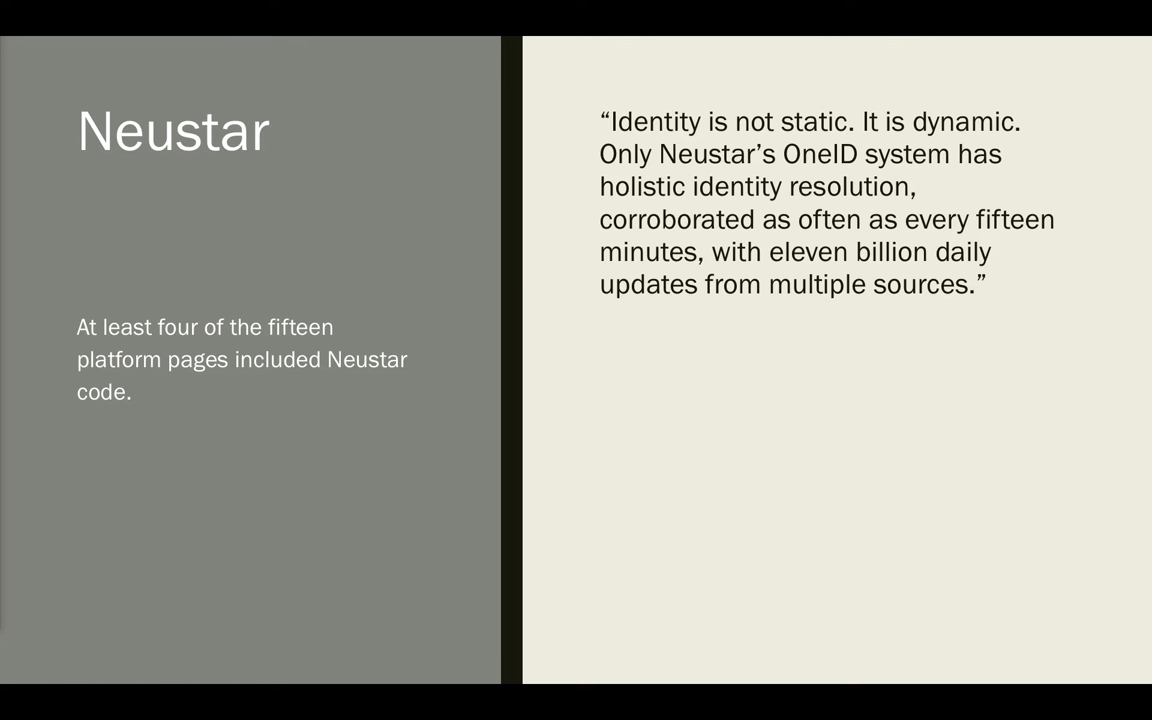 Neustar
At least four of the fifteen
platform pages included Neustar
code.
“Identity is not static. It is dynamic.
Only Neustar’s OneID system has
holistic identity resolution,
corroborated as often as every fifteen
minutes, with eleven billion daily
updates from multiple sources.”